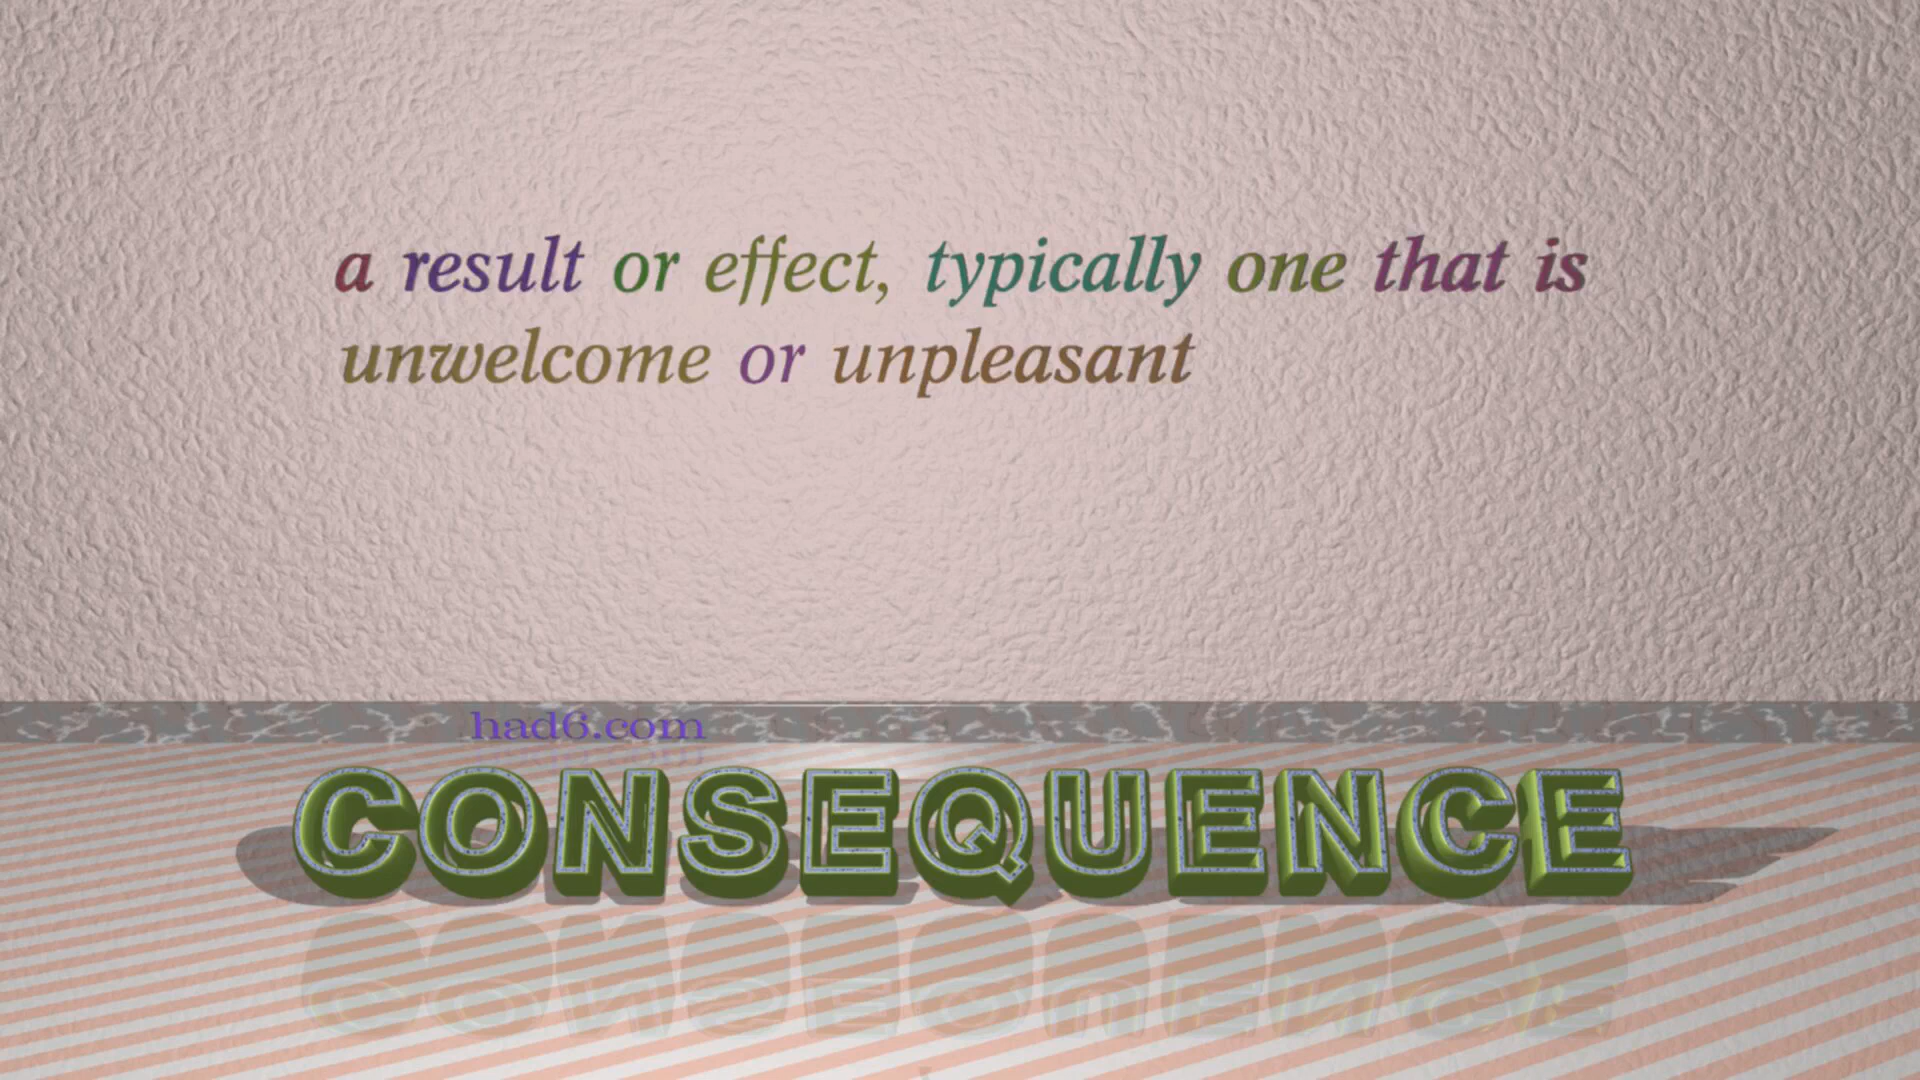 a result or effect, typically one that is
unwelcome or unpleasant
had6.com
CONSEQUENCE